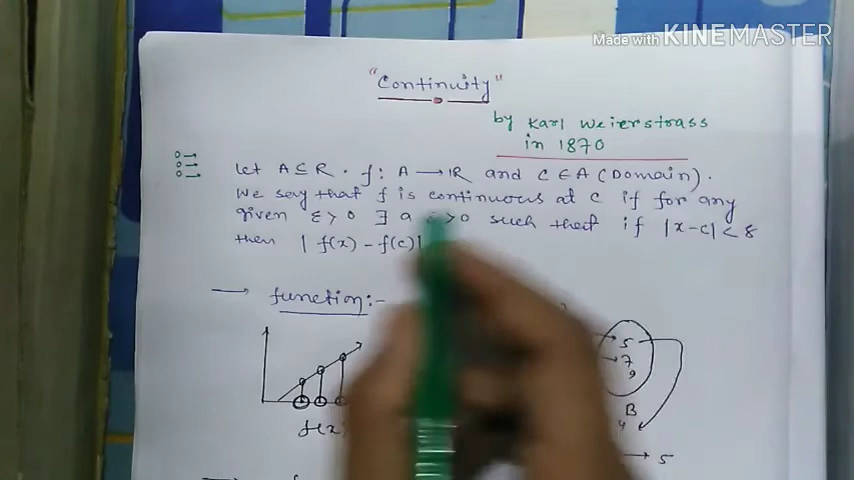 Made with KINEMASTER
"Continuity"
by Karl Weierstrass
in 1870
Let A ⊆ R . f : A → IR and C ∈ A (Domain).
We say that f is continuous at c if for any
given ε > 0 ∃ a > 0 such that if |x - c| < δ
then | f(x) - f(c) |
→ function :-
5
7
9
B
f(x)
y
→ 5